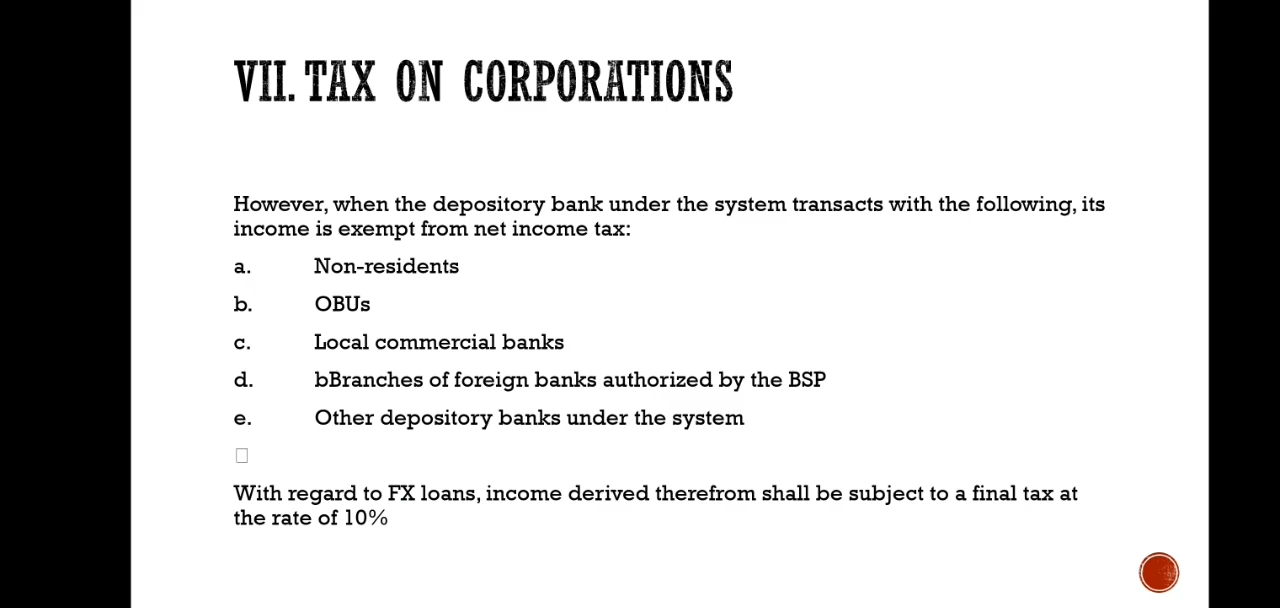 VII. TAX ON CORPORATIONS
However, when the depository bank under the system transacts with the following, its
income is exempt from net income tax:
a. Non-residents
b. OBUs
c. Local commercial banks
d. bBranches of foreign banks authorized by the BSP
e. Other depository banks under the system
With regard to FX loans, income derived therefrom shall be subject to a final tax at
the rate of 10%